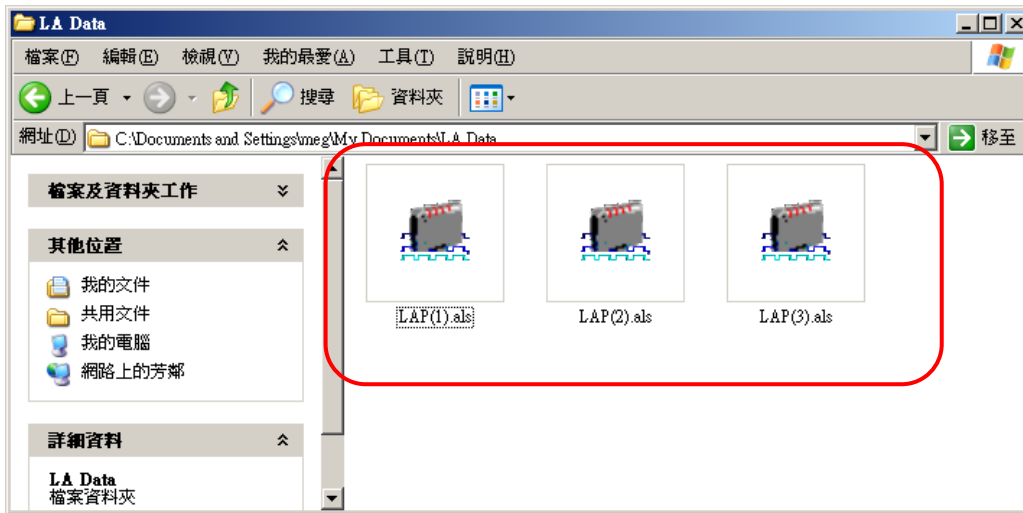 LA Data
檔案(F) 編輯(E) 檢視(V) 我的最愛(A) 工具(T) 說明(H)
上一頁 搜尋 資料夾
網址(D) C:\Documents and Settings\meg\My Documents\LA Data 移至
檔案及資料夾工作
其他位置
我的文件
共用文件
我的電腦
網路上的芳鄰
詳細資料
LA Data
檔案資料夾
LAP(1).als LAP(2).als LAP(3).als